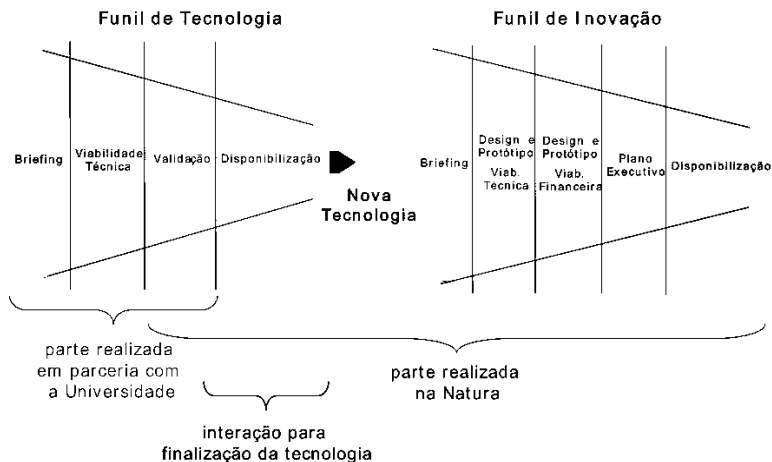 Funil de Tecnologia
Briefing
Viabilidade
Técnica
Validação
Disponibilização
Nova
Tecnologia
Funil de Inovação
Briefing
Design e
Protótipo
Viab.
Técnica
Design e
Protótipo
Viab.
Financeira
Plano
Executivo
Disponibilização
parte realizada
em parceria com
a Universidade
parte realizada
na Natura
interação para
finalização da tecnologia